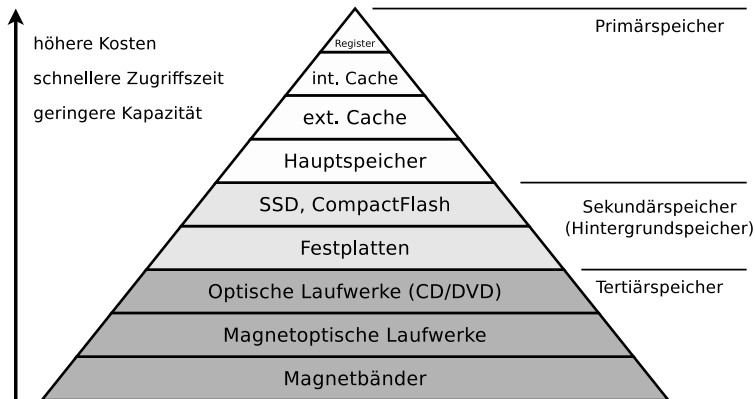 höhere Kosten
schnellere Zugriffszeit
geringere Kapazität
Register
int. Cache
ext. Cache
Hauptspeicher
SSD, CompactFlash
Festplatten
Optische Laufwerke (CD/DVD)
Magnetoptische Laufwerke
Magnetbänder
Primärspeicher
Sekundärspeicher
(Hintergrundspeicher)
Tertiärspeicher